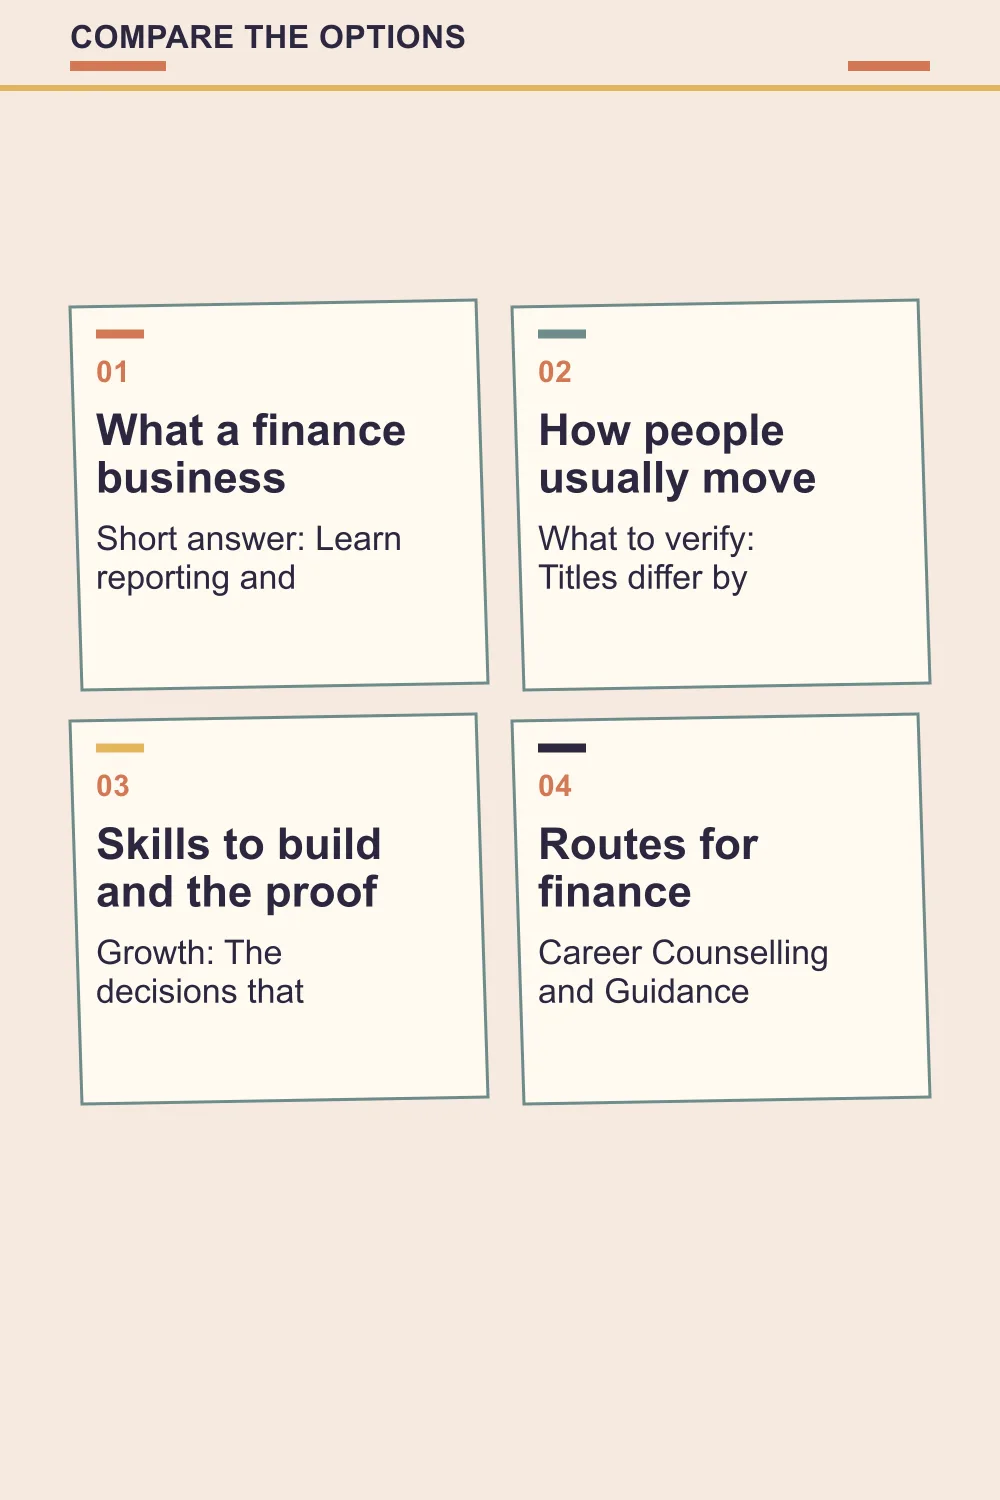 COMPARE THE OPTIONS
01
What a finance
business
Short answer: Learn
reporting and
02
How people
usually move
What to verify:
Titles differ by
03
Skills to build
and the proof
Growth: The
decisions that
04
Routes for
finance
Career Counselling
and Guidance